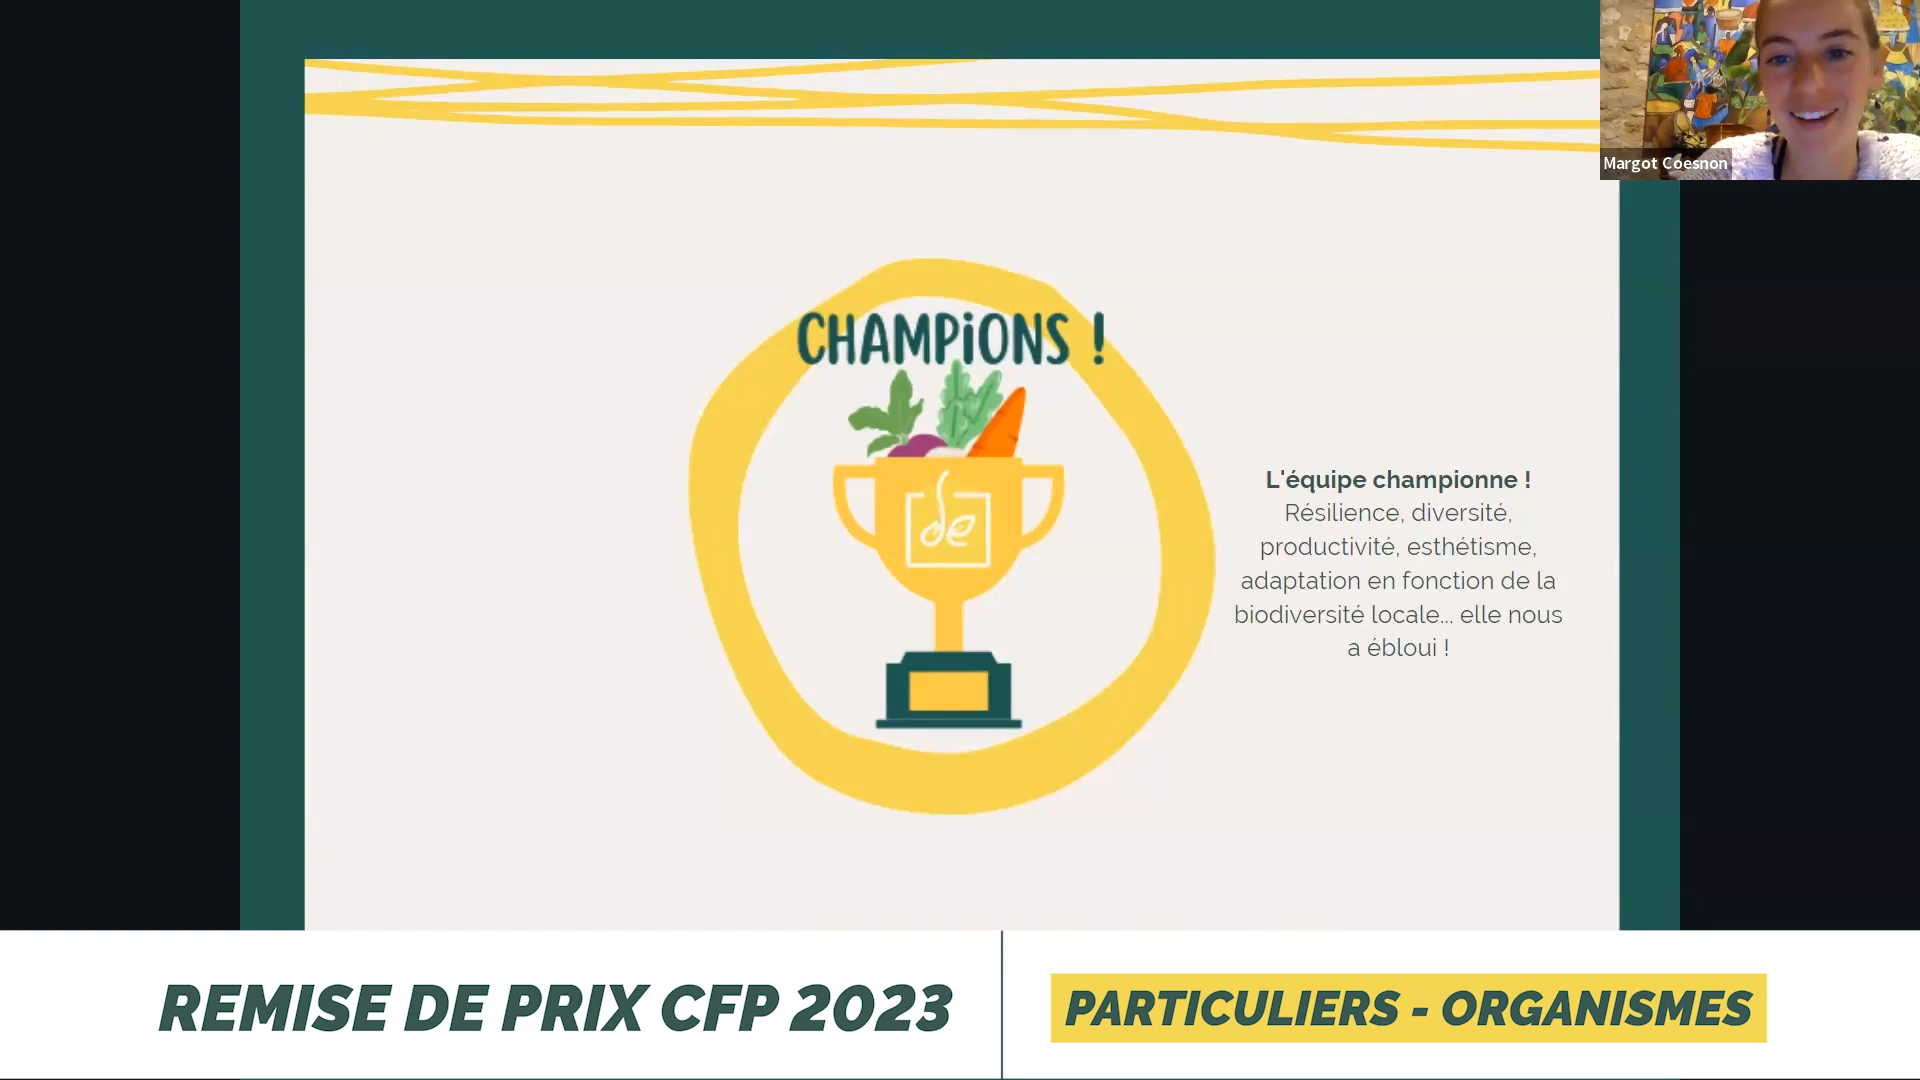 Margot Coesnon
CHAMPiONS !
de
L'équipe championne !
Résilience, diversité,
productivité, esthétisme,
adaptation en fonction de la
biodiversité locale... elle nous
a ébloui !
REMISE DE PRIX CFP 2023
PARTICULIERS - ORGANISMES